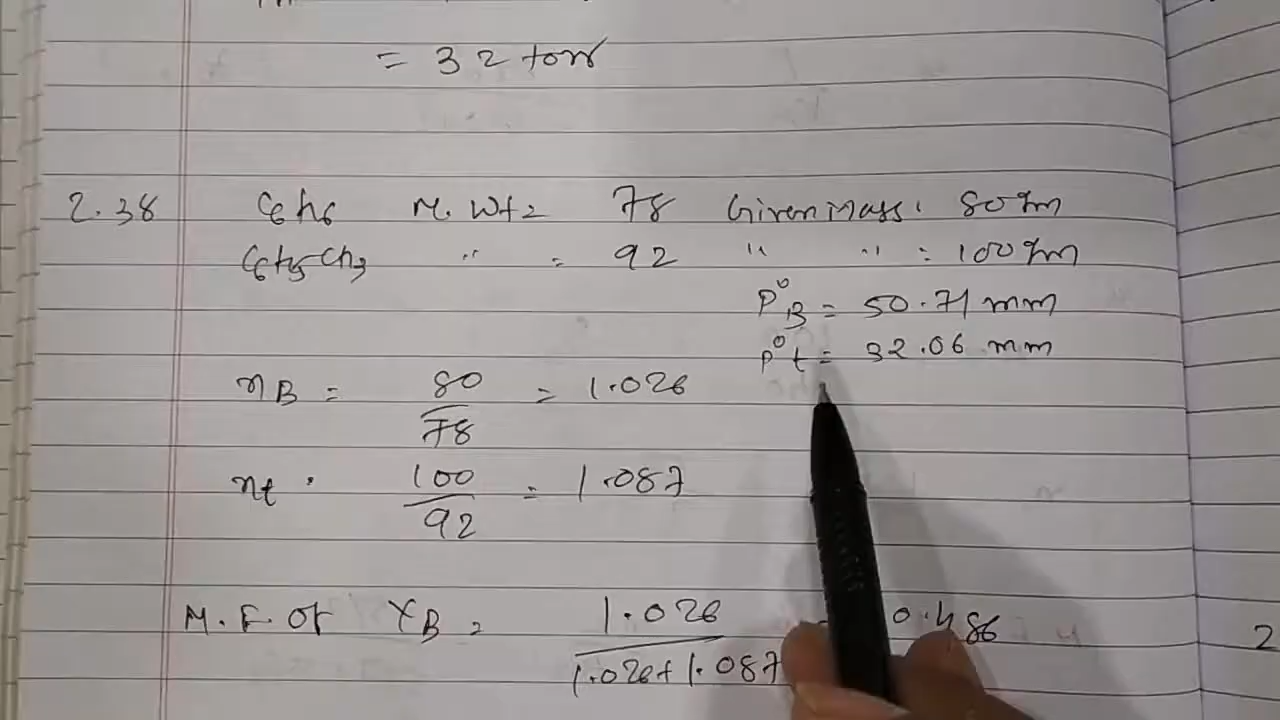 = 32 torr
2.38 C6h6 M. Wt = 78 Given Mass: 80 gm
C6H5-CH3 " = 92 " " : 100 gm
P°B = 50.71 mm
P°t = 32.06 mm
nB = 80/78 = 1.026
nt : 100/92 = 1.087
M.F. of XB = 1.026/1.026+1.087 0.486
2